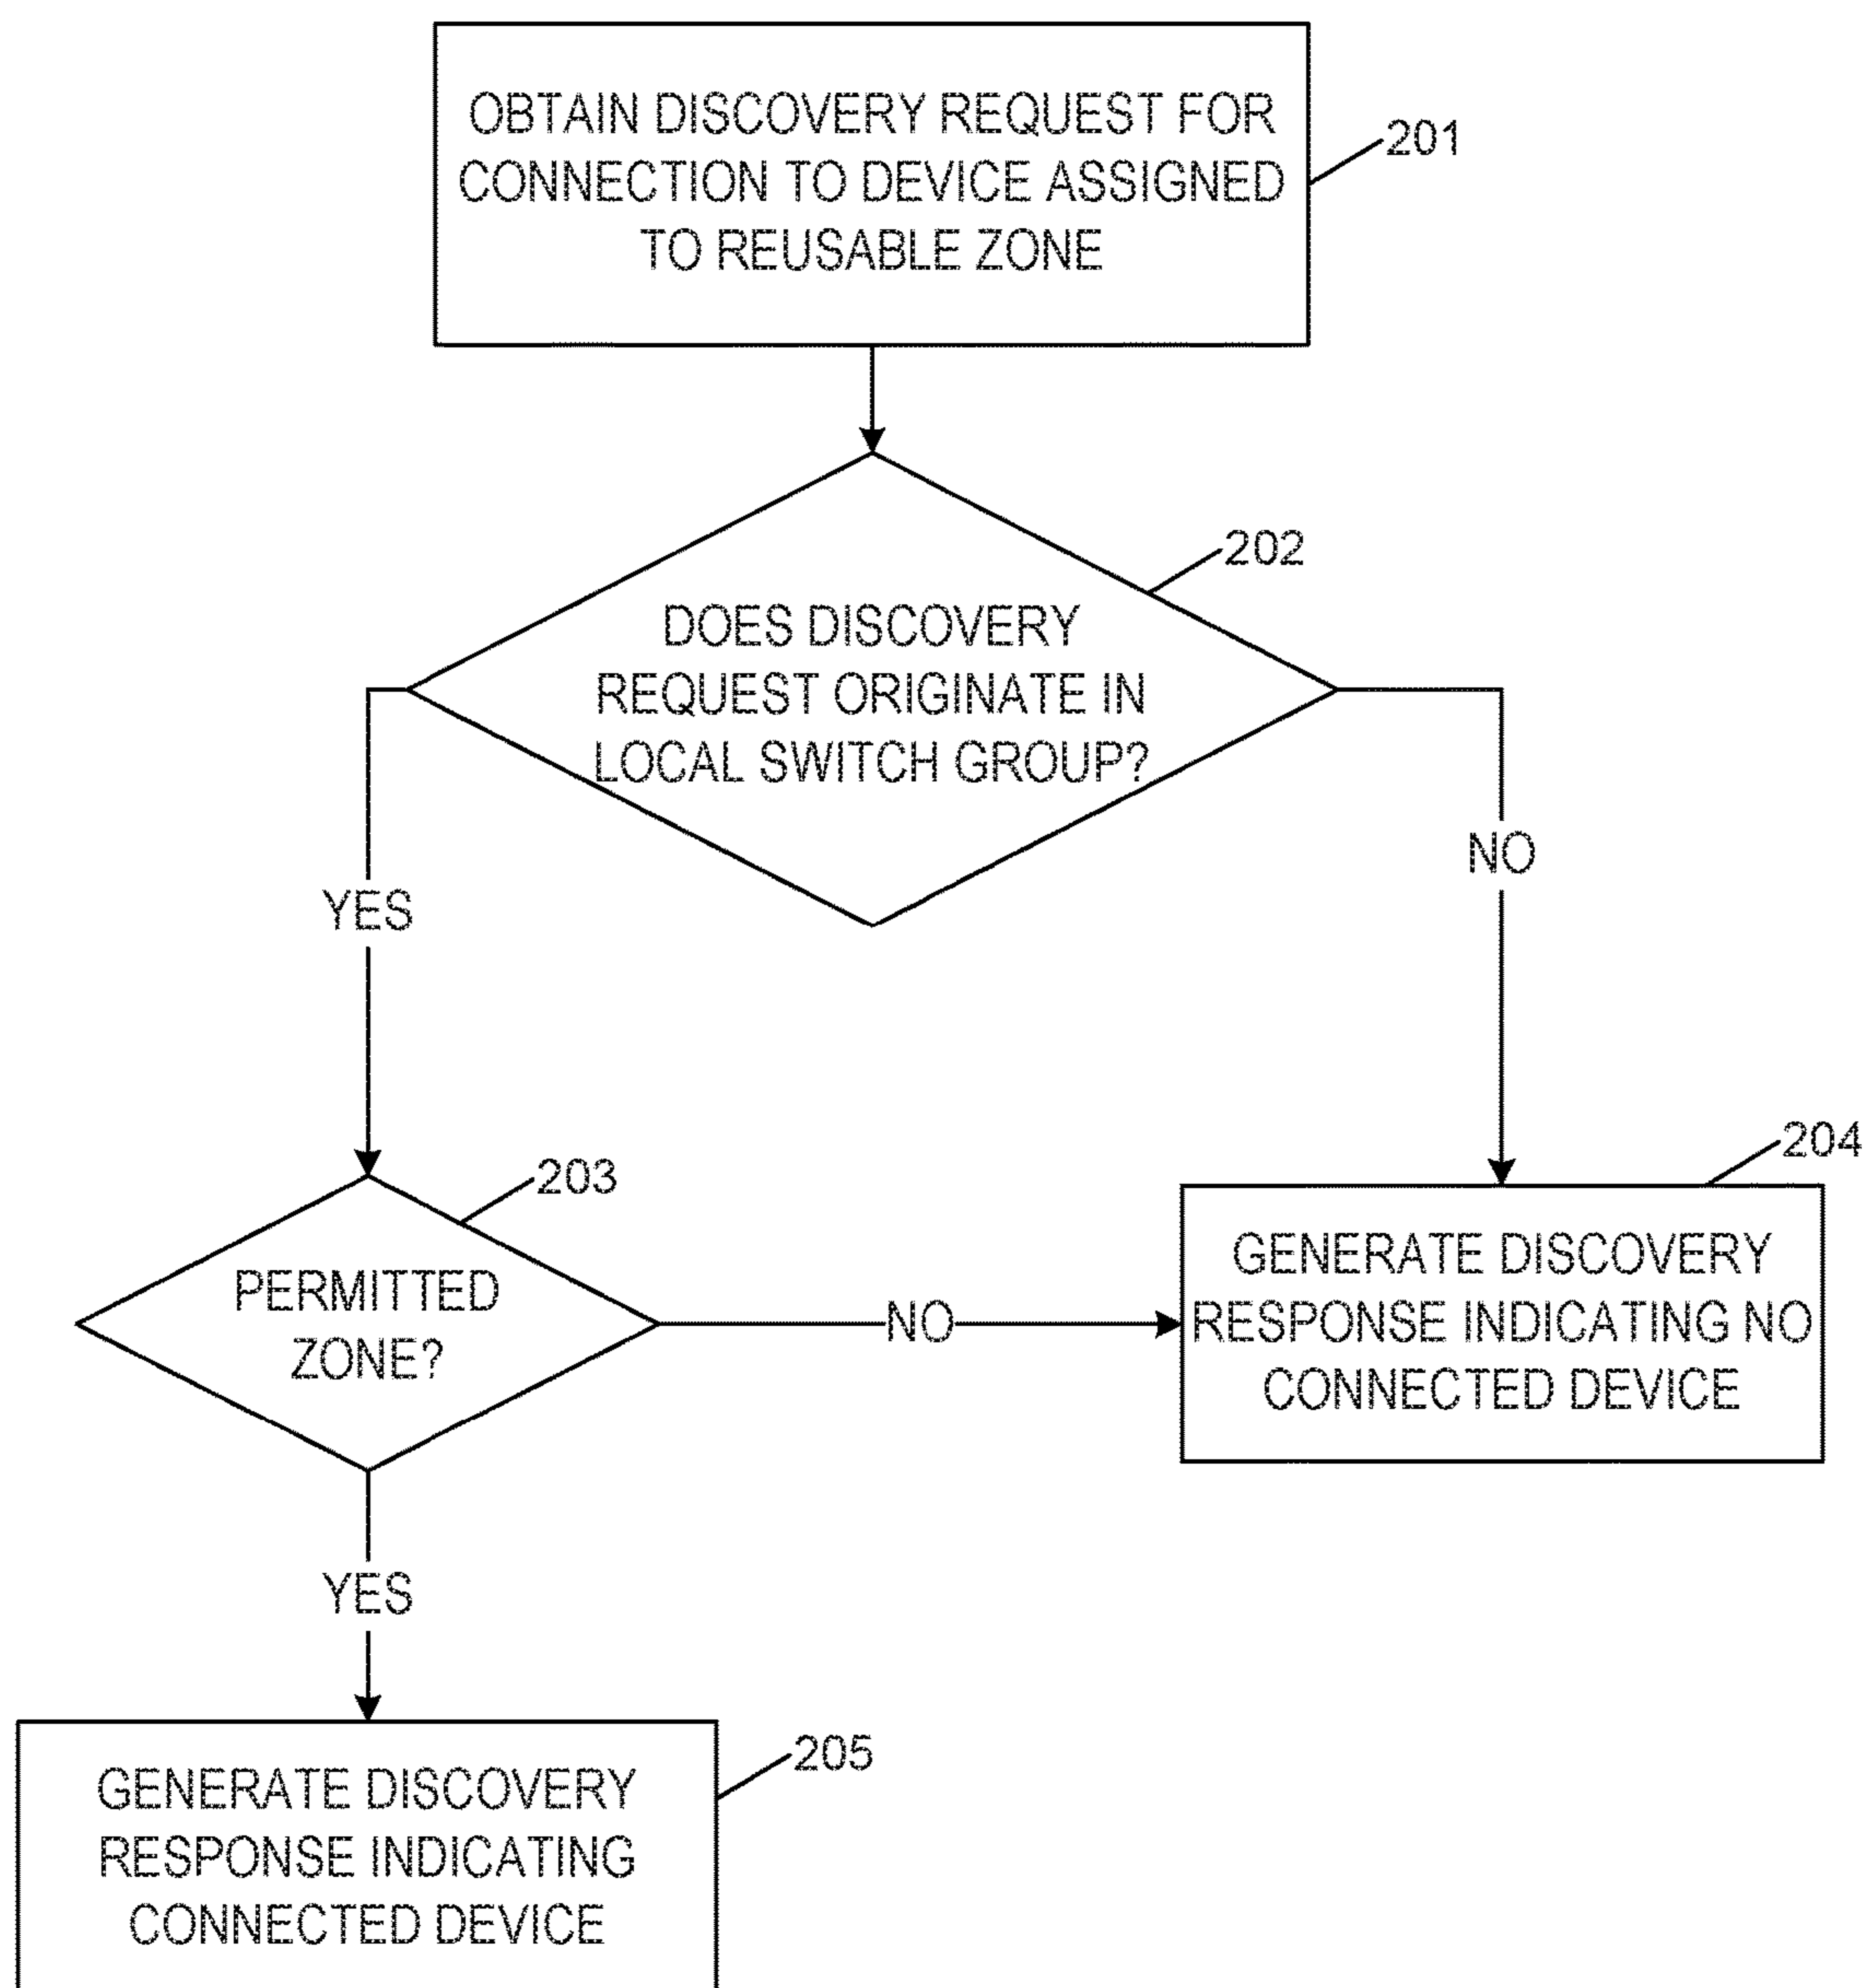 OBTAIN DISCOVERY REQUEST FOR
CONNECTION TO DEVICE ASSIGNED
TO REUSABLE ZONE
201
202
DOES DISCOVERY
REQUEST ORIGINATE IN
LOCAL SWITCH GROUP?
NO
YES
203
204
PERMITTED
ZONE?
NO
GENERATE DISCOVERY
RESPONSE INDICATING NO
CONNECTED DEVICE
YES
205
GENERATE DISCOVERY
RESPONSE INDICATING
CONNECTED DEVICE